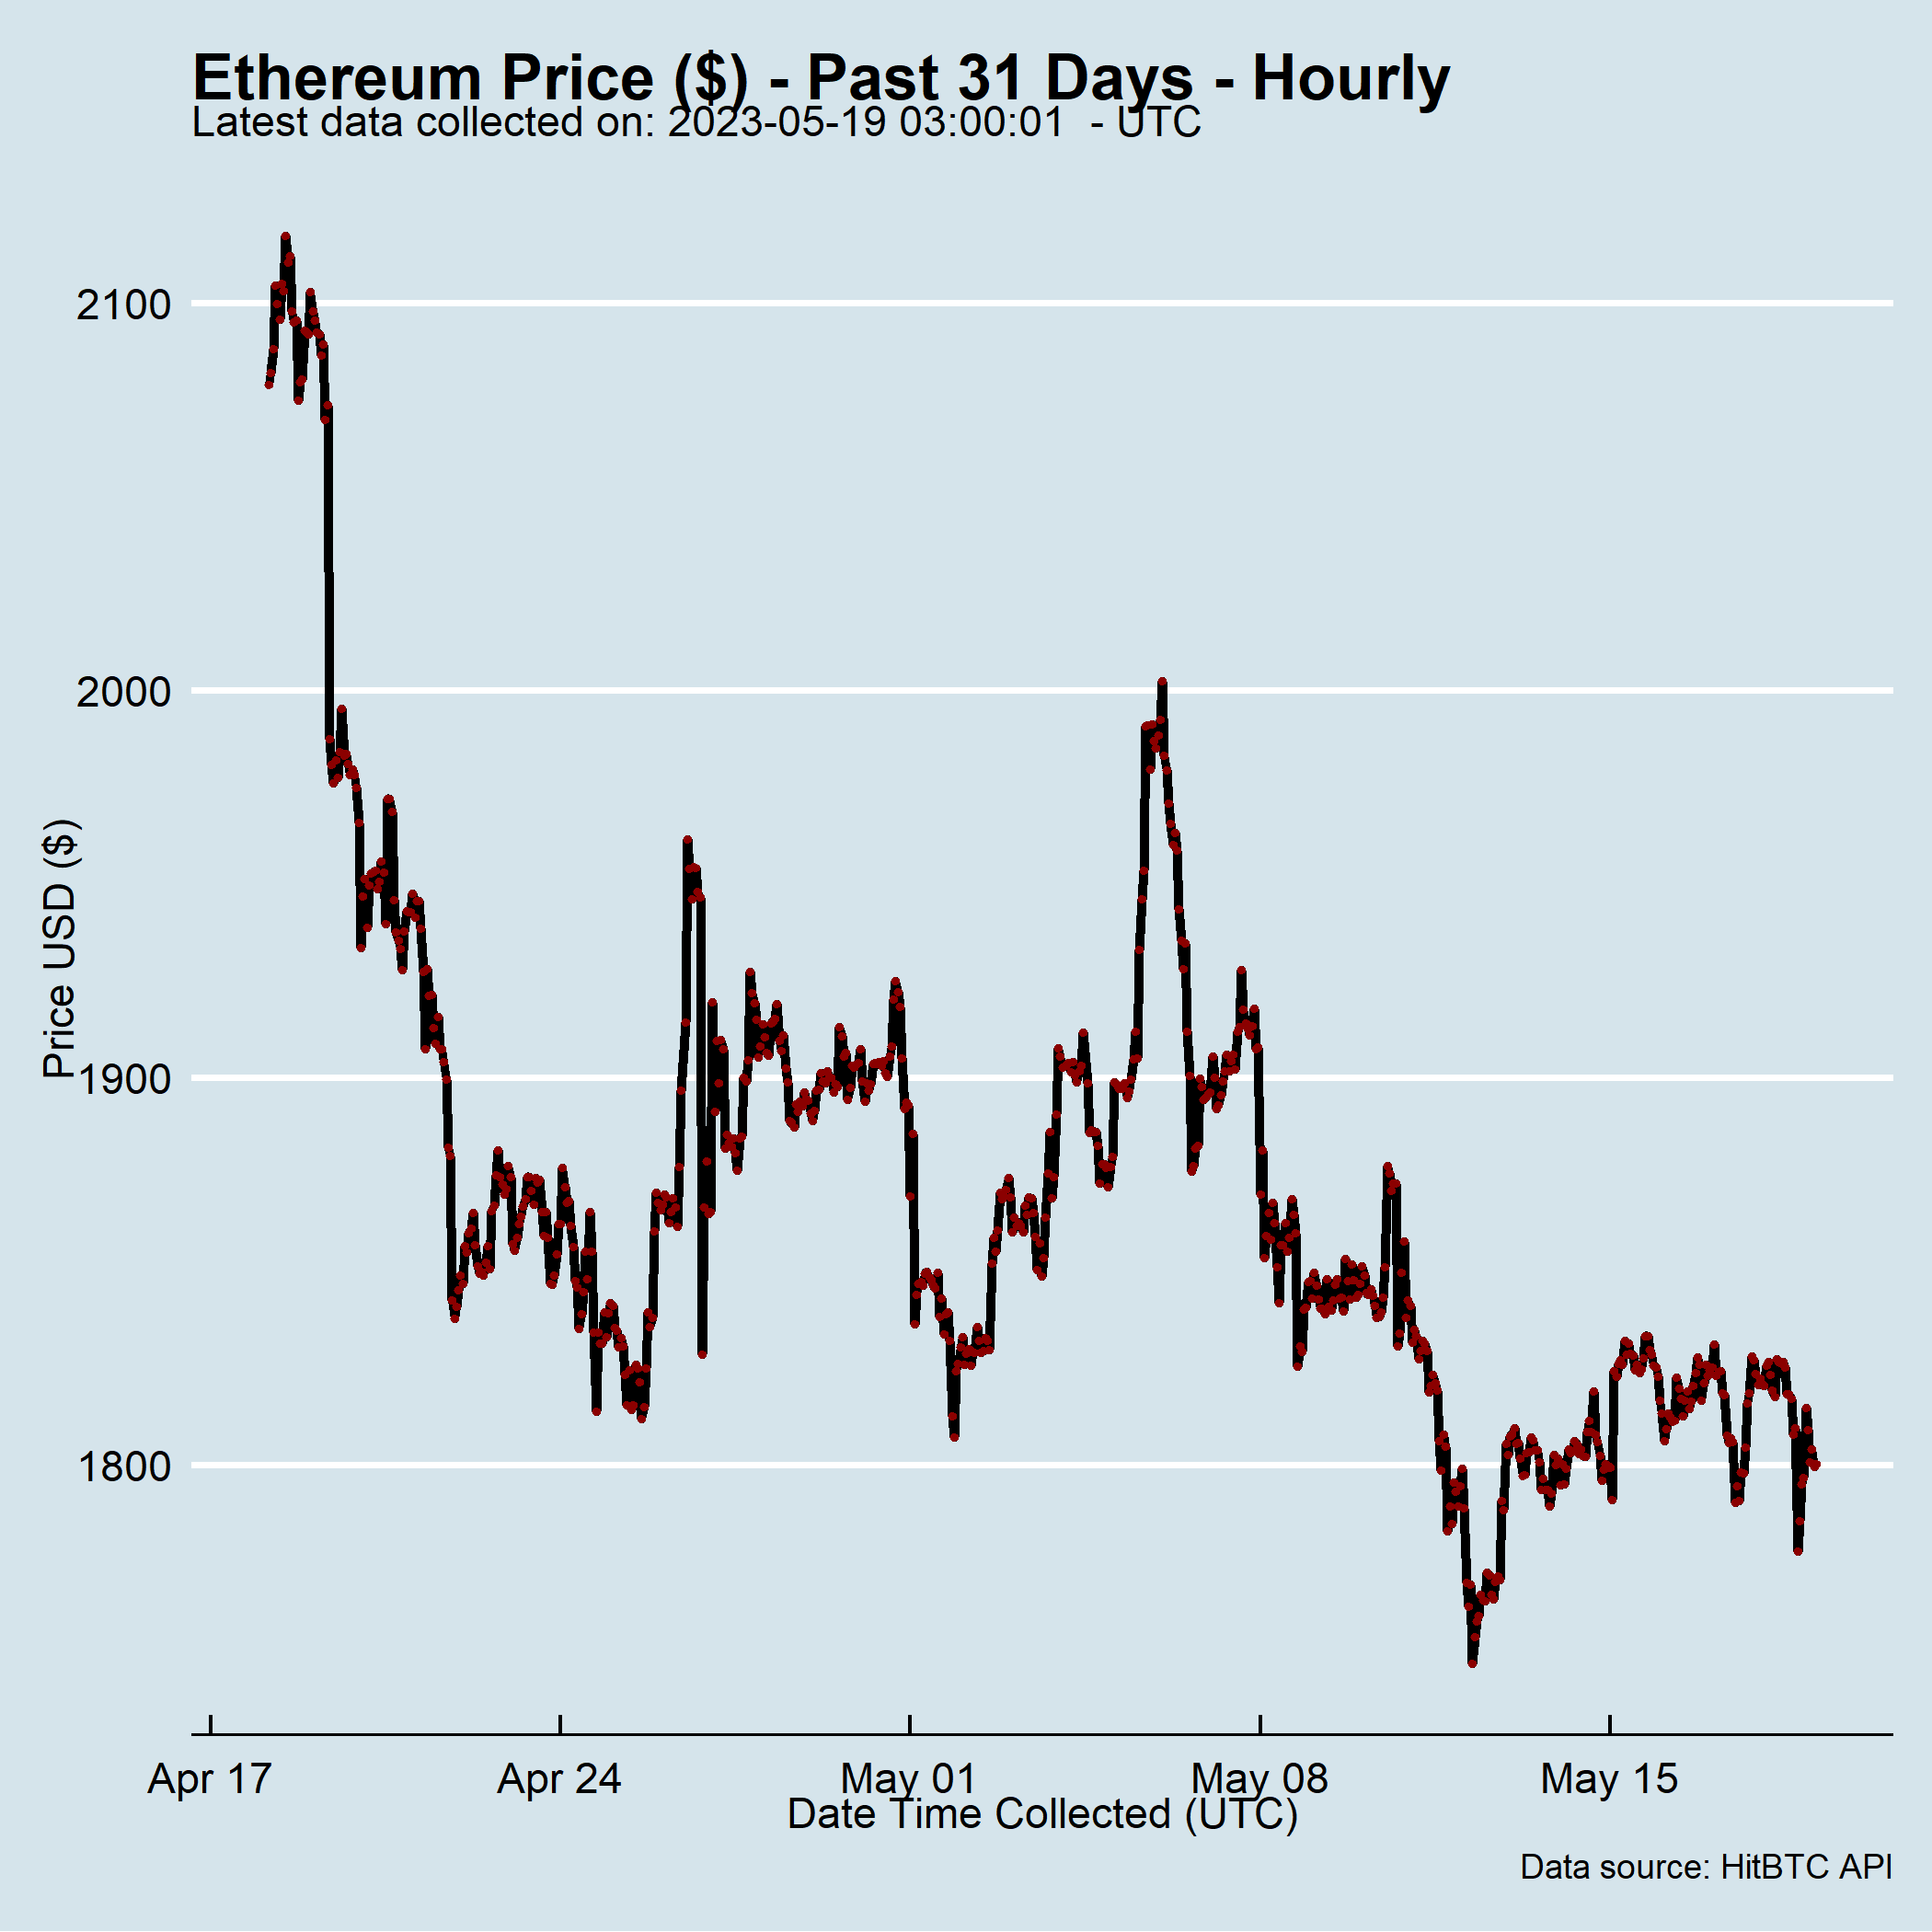 Ethereum Price ($) - Past 31 Days - Hourly
Latest data collected on: 2023-05-19 03:00:01  - UTC
2100
2000
1900
1800
Price USD ($)
Apr 17
Apr 24
May 01
May 08
May 15
Date Time Collected (UTC)
Data source: HitBTC API